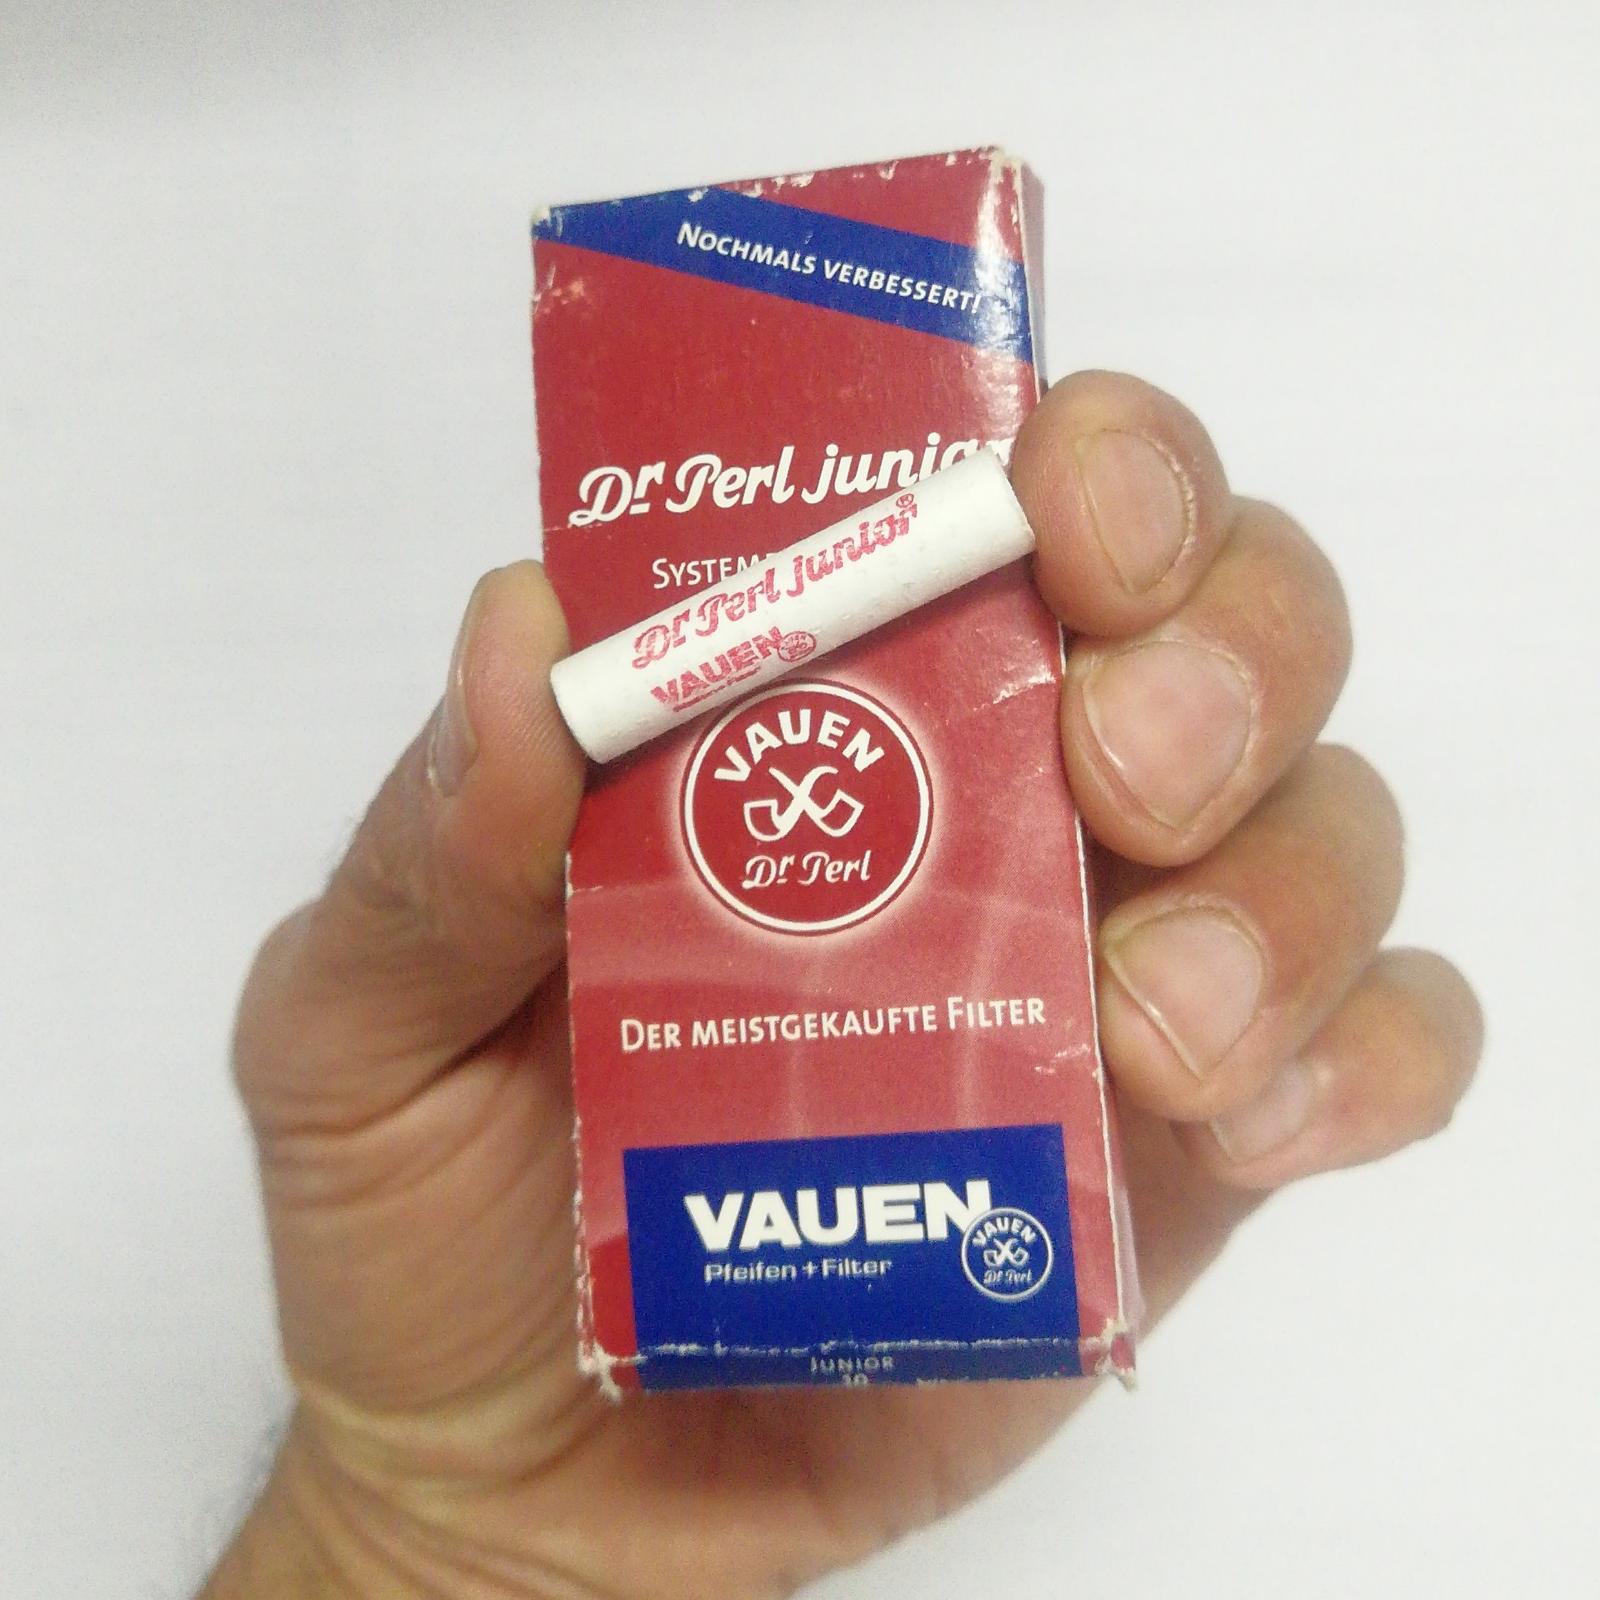 NOCHMALS VERBESSERT!
Dr Perl junior
SYSTEM
Dr Perl junior®
VAUEN
VAUEN
Dr Perl
DER MEISTGEKAUFTE FILTER
VAUEN
Pfeifen + Filter
VAUEN
Dr Perl
JUNIOR
10